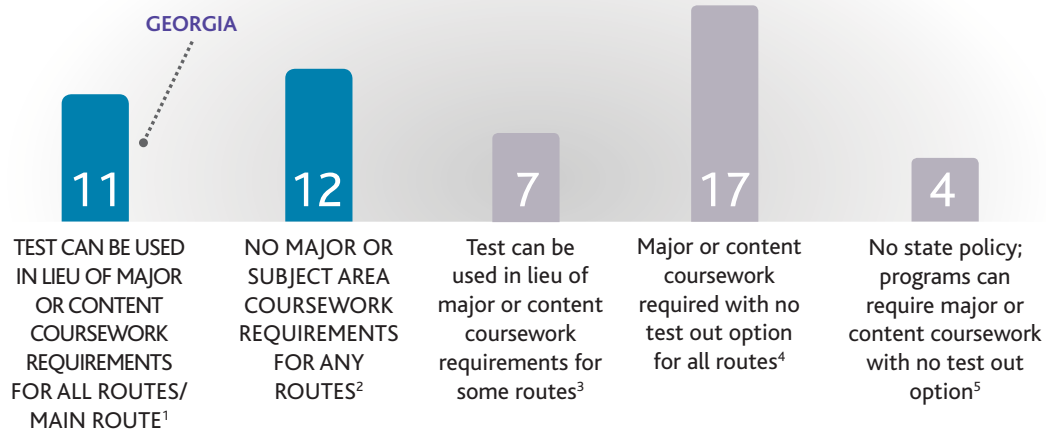 GEORGIA
11
12
7
17
4
TEST CAN BE USED
IN LIEU OF MAJOR
OR CONTENT
COURSEWORK
REQUIREMENTS
FOR ALL ROUTES/
MAIN ROUTE¹
NO MAJOR OR
SUBJECT AREA
COURSEWORK
REQUIREMENTS
FOR ANY
ROUTES²
Test can be
used in lieu of
major or content
coursework
requirements for
some routes³
Major or content
coursework
required with no
test out option
for all routes⁴
No state policy;
programs can
require major or
content coursework
with no test out
option⁵